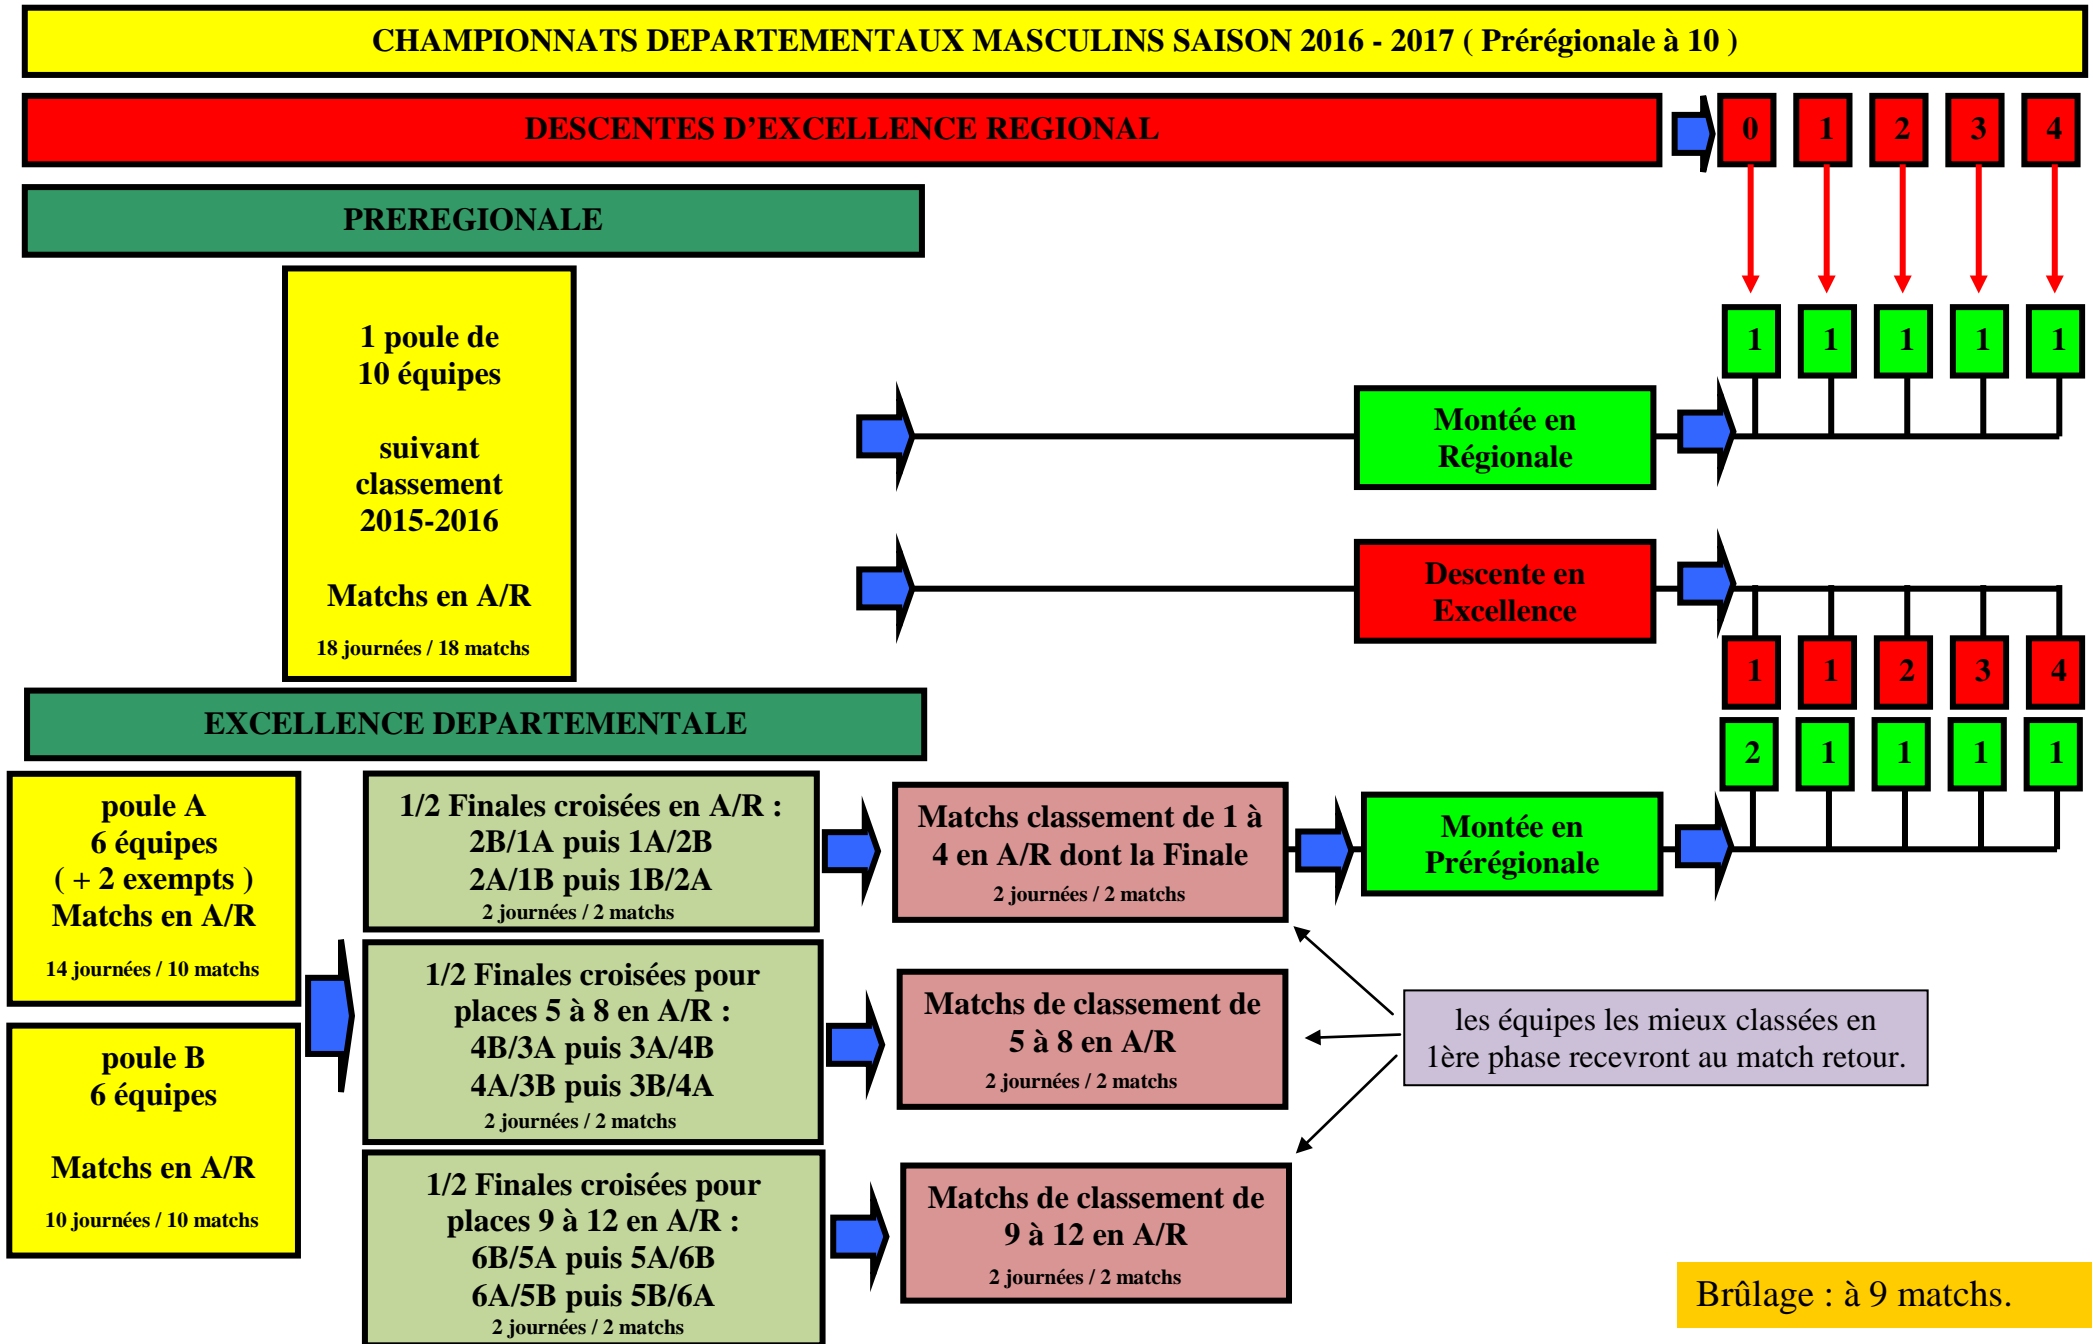 CHAMPIONNATS DEPARTEMENTAUX MASCULINS SAISON 2016 - 2017 ( Prérégionale à 10 )
DESCENTES D'EXCELLENCE REGIONAL
0 1 2 3 4
PREREGIONALE
1 poule de
10 équipes
suivant
classement
2015-2016
Matchs en A/R
18 journées / 18 matchs
1 1 1 1 1
Montée en
Régionale
Descente en
Excellence
1 1 2 3 4
EXCELLENCE DEPARTEMENTALE
2 1 1 1 1
poule A
6 équipes
( + 2 exempts )
Matchs en A/R
14 journées / 10 matchs
poule B
6 équipes
Matchs en A/R
10 journées / 10 matchs
1/2 Finales croisées en A/R :
2B/1A puis 1A/2B
2A/1B puis 1B/2A
2 journées / 2 matchs
1/2 Finales croisées pour
places 5 à 8 en A/R :
4B/3A puis 3A/4B
4A/3B puis 3B/4A
2 journées / 2 matchs
1/2 Finales croisées pour
places 9 à 12 en A/R :
6B/5A puis 5A/6B
6A/5B puis 5B/6A
2 journées / 2 matchs
Matchs classement de 1 à
4 en A/R dont la Finale
2 journées / 2 matchs
Matchs de classement de
5 à 8 en A/R
2 journées / 2 matchs
Matchs de classement de
9 à 12 en A/R
2 journées / 2 matchs
Montée en
Prérégionale
les équipes les mieux classées en
1ère phase recevront au match retour.
Brûlage : à 9 matchs.